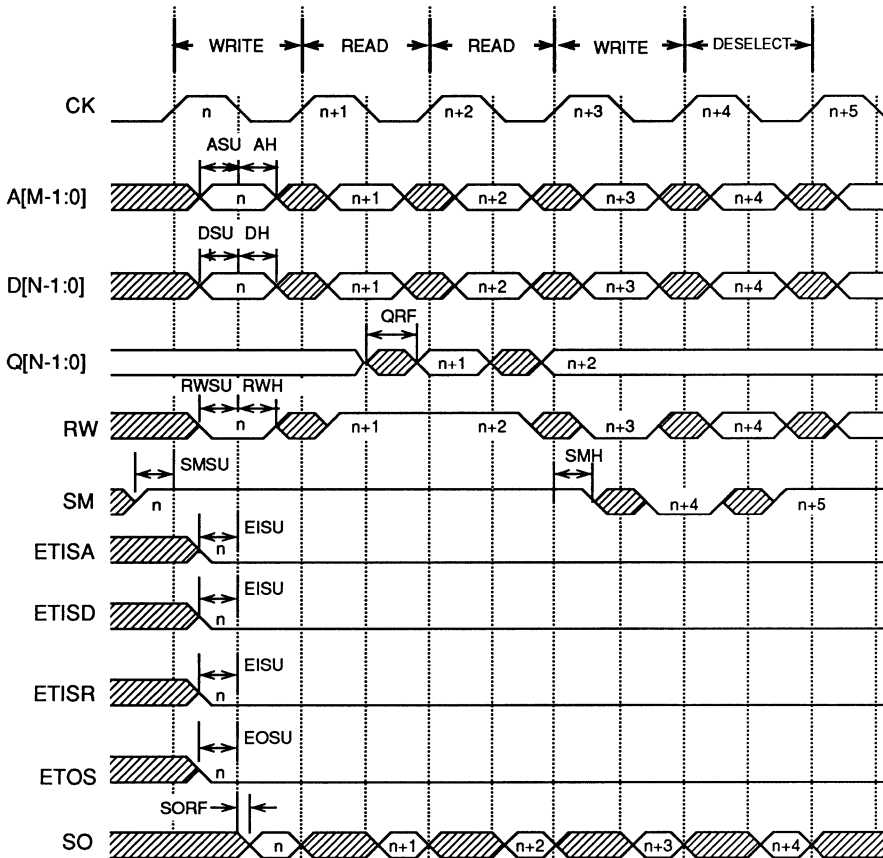 WRITE READ READ WRITE DESELECT
CK n n+1 n+2 n+3 n+4 n+5
ASU AH
A[M-1:0] n n+1 n+2 n+3 n+4
DSU DH
D[N-1:0] n n+1 n+2 n+3 n+4
QRF
Q[N-1:0] n+1 n+2
RWSU RWH
RW n n+1 n+2 n+3 n+4
SMSU SMH
SM n n+4 n+5
EISU
ETISA n
EISU
ETISD n
EISU
ETISR n
EOSU
ETOS n
SORF
SO n n+1 n+2 n+3 n+4